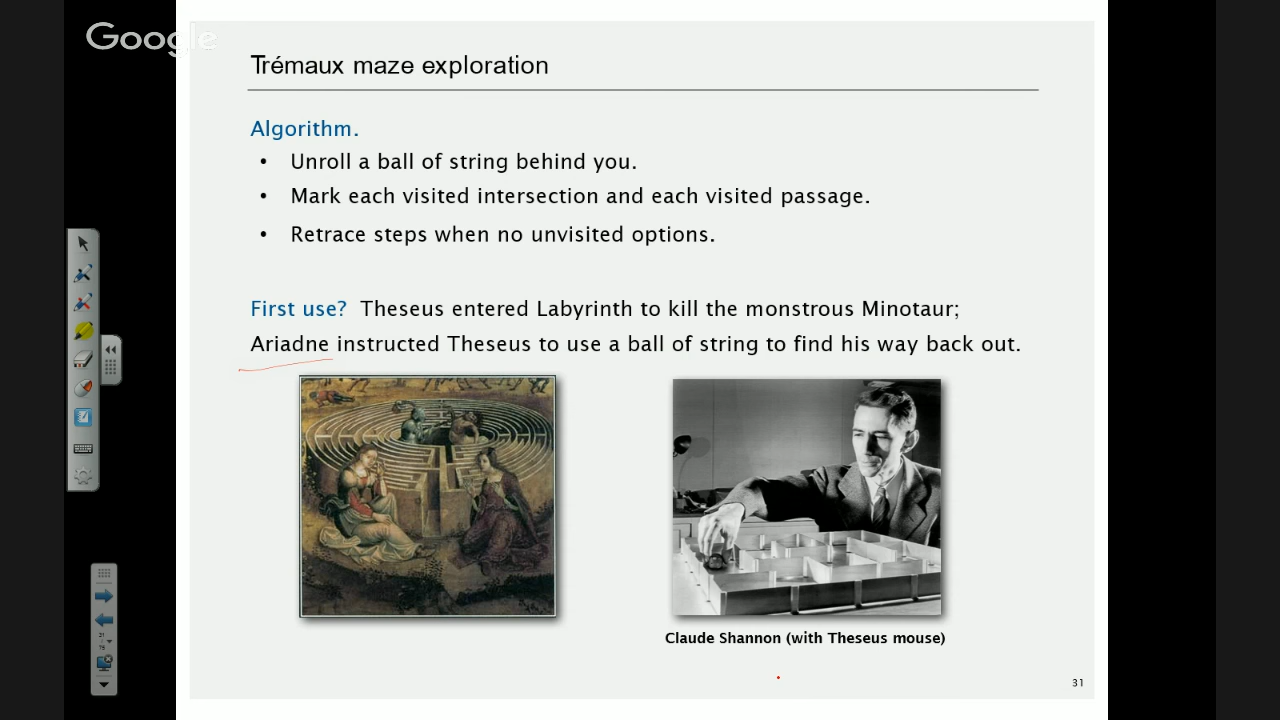 Google
Trémaux maze exploration
Algorithm.
• Unroll a ball of string behind you.
• Mark each visited intersection and each visited passage.
• Retrace steps when no unvisited options.
First use? Theseus entered Labyrinth to kill the monstrous Minotaur;
Ariadne instructed Theseus to use a ball of string to find his way back out.
Claude Shannon (with Theseus mouse)
31